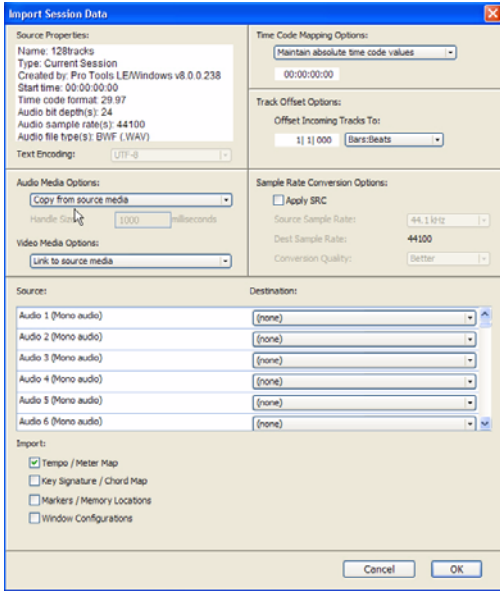 Import Session Data
Source Properties:
Name: 128tracks
Type: Current Session
Created by: Pro Tools LE/Windows v8.0.0.238
Start time: 00:00:00:00
Time code format: 29.97
Audio bit depth(s): 24
Audio sample rate(s): 44100
Audio file type(s): BWF (.WAV)
Text Encoding: UTF-8
Time Code Mapping Options:
Maintain absolute time code values
00:00:00:00
Track Offset Options:
Offset Incoming Tracks To:
1| 1| 000 Bars:Beats
Audio Media Options:
Copy from source media
Handle Size: 1000 milliseconds
Video Media Options:
Link to source media
Sample Rate Conversion Options:
Apply SRC
Source Sample Rate: 44.1 kHz
Dest Sample Rate: 44100
Conversion Quality: Better
Source: Destination:
Audio 1 (Mono audio) (none)
Audio 2 (Mono audio) (none)
Audio 3 (Mono audio) (none)
Audio 4 (Mono audio) (none)
Audio 5 (Mono audio) (none)
Audio 6 (Mono audio) (none)
Import:
Tempo / Meter Map
Key Signature / Chord Map
Markers / Memory Locations
Window Configurations
Cancel OK